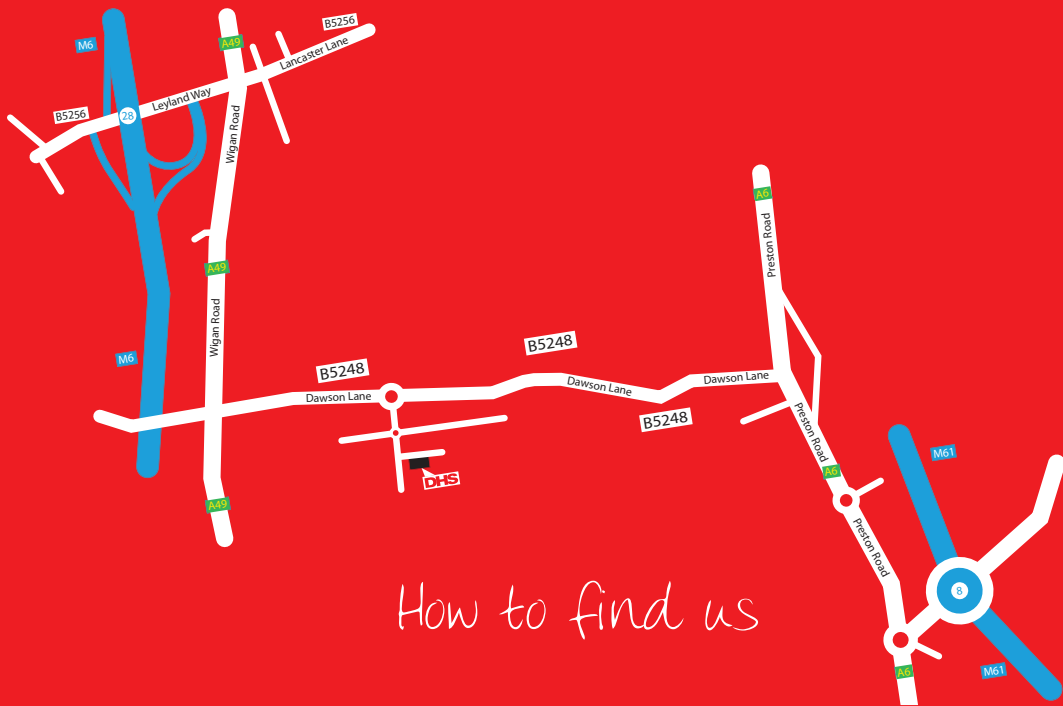 B5256
M6
A49
Lancaster Lane
Leyland Way
B5256
28
Wigan Road
A6
Preston Road
A49
Wigan Road
M6
B5248
B5248
Dawson Lane
Dawson Lane
Dawson Lane
B5248
Preston Road
M61
A6
DHS
A49
Preston Road
How to find us
8
A6
M61